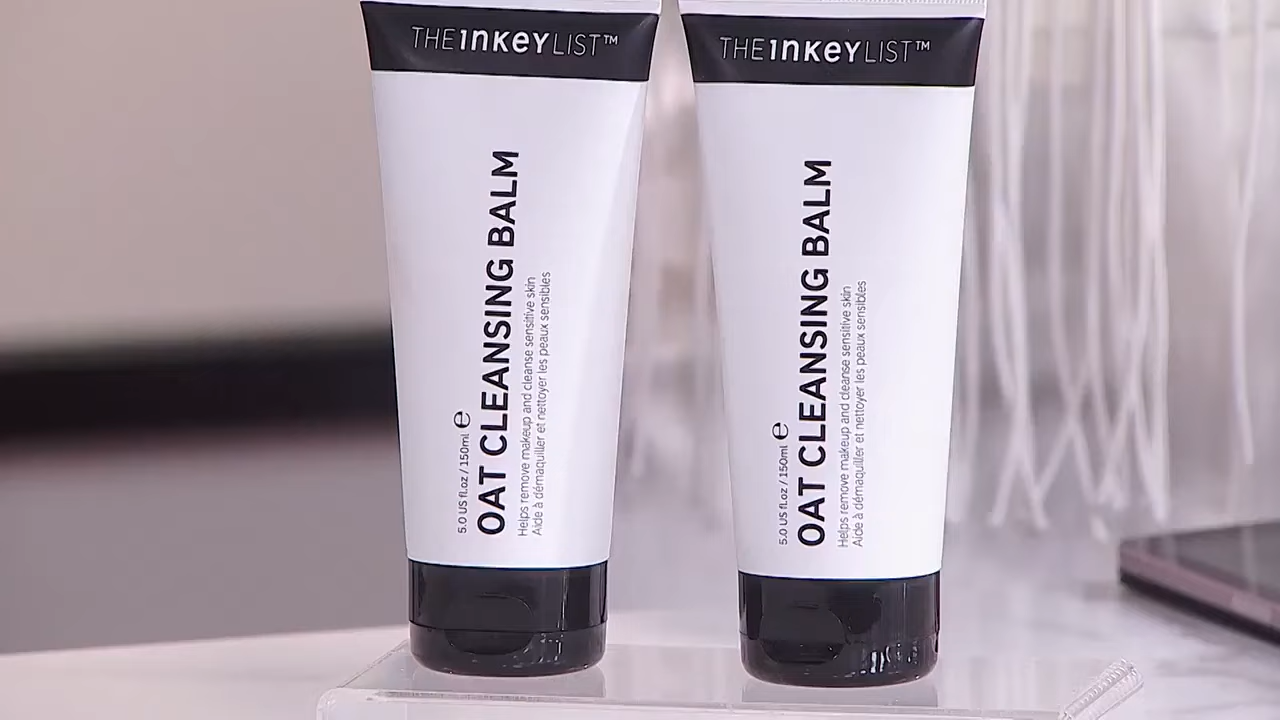 THE INKEY LIST™
5.0 US fl.oz / 150ml ℮
OAT CLEANSING BALM
Helps remove makeup and cleanse sensitive skin
Aide à démaquiller et nettoyer les peaux sensibles
THE INKEY LIST™
5.0 US fl.oz / 150ml ℮
OAT CLEANSING BALM
Helps remove makeup and cleanse sensitive skin
Aide à démaquiller et nettoyer les peaux sensibles